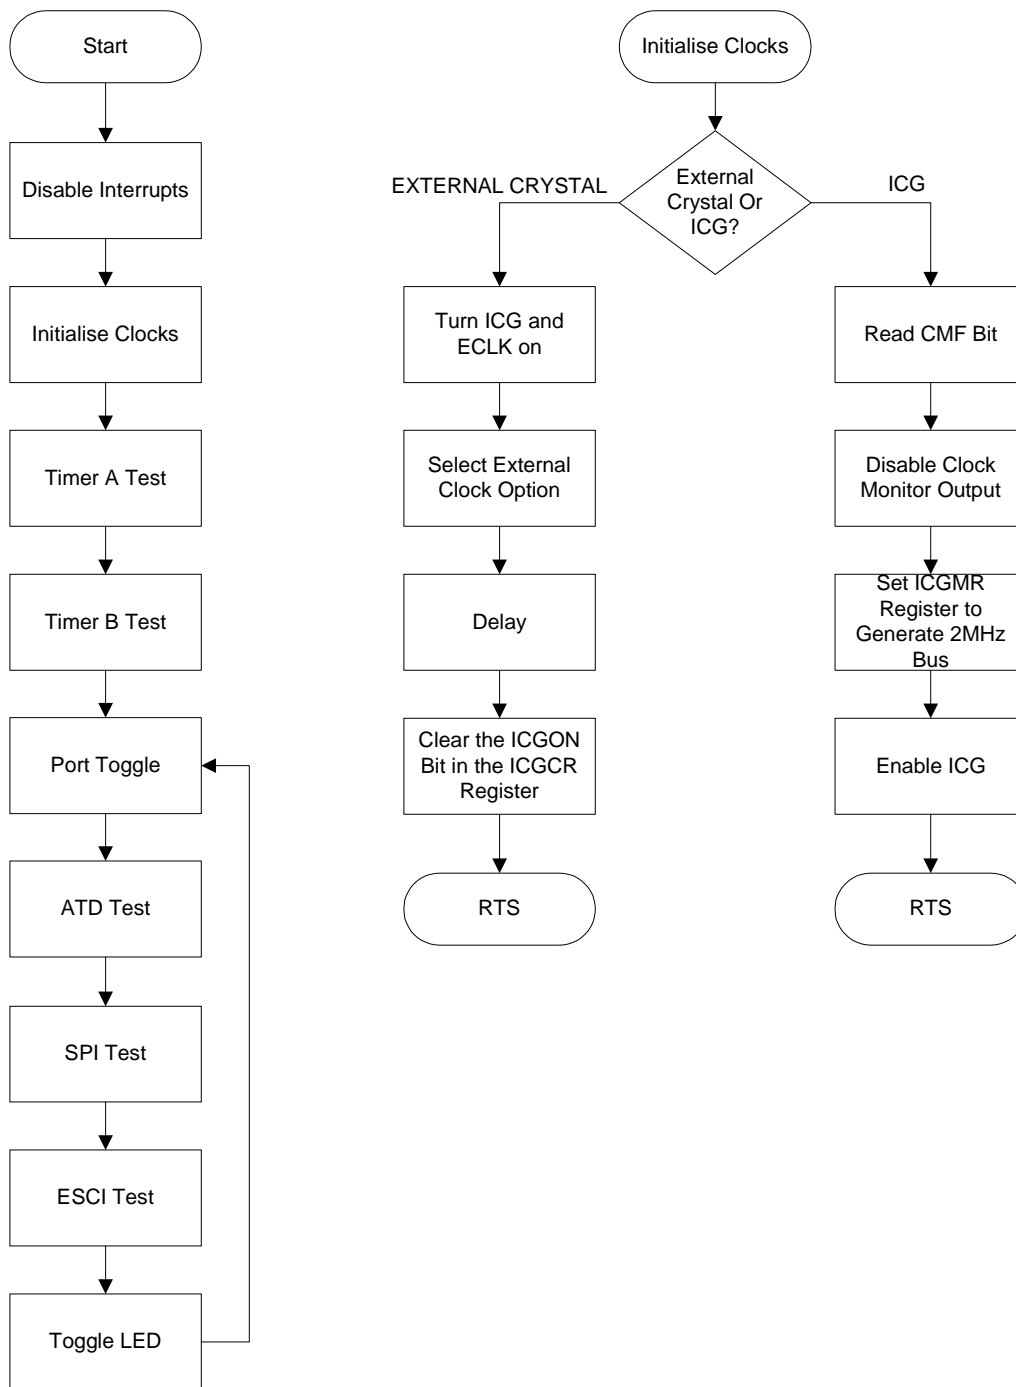 Start
Disable Interrupts
Initialise Clocks
Timer A Test
Timer B Test
Port Toggle
ATD Test
SPI Test
ESCI Test
Toggle LED
Initialise Clocks
External
Crystal Or
ICG?
EXTERNAL CRYSTAL
ICG
Turn ICG and
ECLK on
Select External
Clock Option
Delay
Clear the ICGON
Bit in the ICGCR
Register
RTS
Read CMF Bit
Disable Clock
Monitor Output
Set ICGMR
Register to
Generate 2MHz
Bus
Enable ICG
RTS